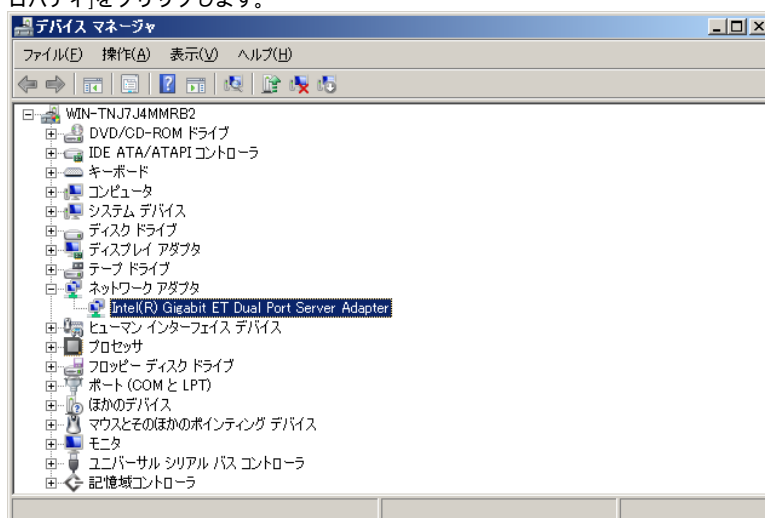 ロパティ]をクリックします。
デバイス マネージャ
ファイル(F) 操作(A) 表示(V) ヘルプ(H)
WIN-TNJ7J4MMRB2
DVD/CD-ROM ドライブ
IDE ATA/ATAPI コントローラ
キーボード
コンピュータ
システム デバイス
ディスク ドライブ
ディスプレイ アダプタ
テープ ドライブ
ネットワーク アダプタ
Intel(R) Gigabit ET Dual Port Server Adapter
ヒューマン インターフェイス デバイス
プロセッサ
フロッピー ディスク ドライブ
ポート (COM と LPT)
ほかのデバイス
マウスとそのほかのポインティング デバイス
モニタ
ユニバーサル シリアル バス コントローラ
記憶域コントローラ